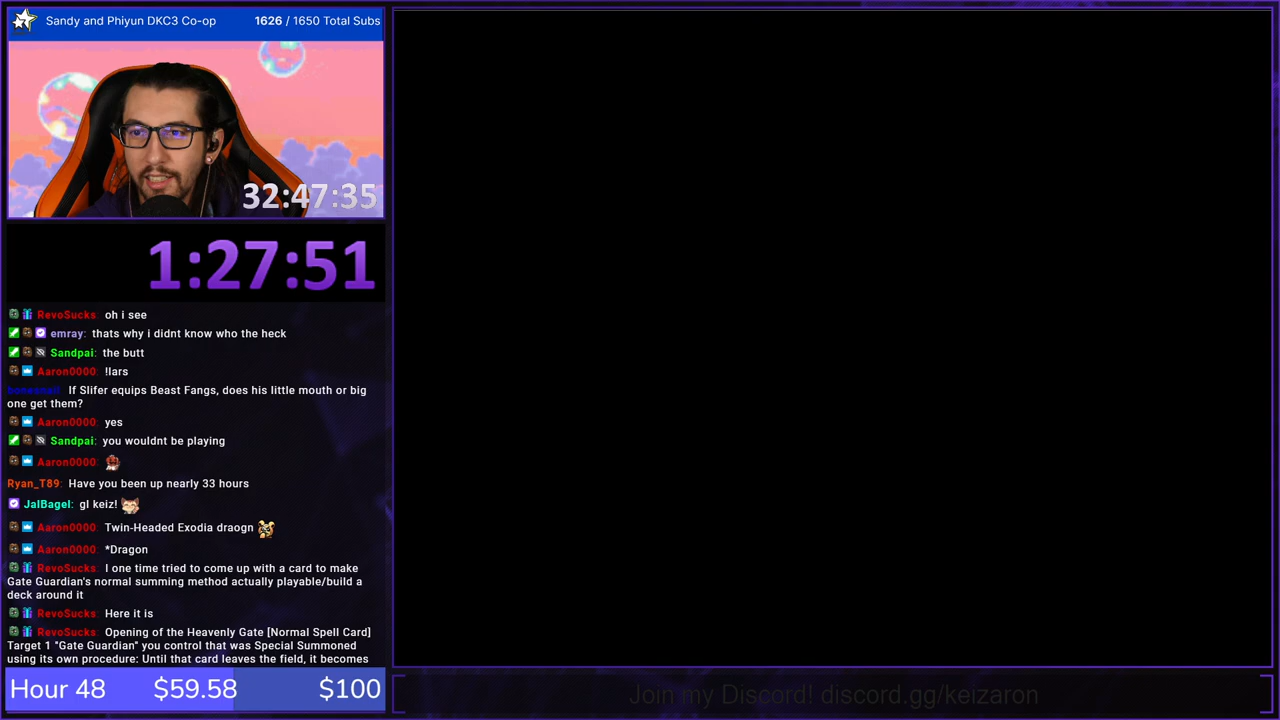 Sandy and Phiyun DKC3 Co-op 1626 / 1650 Total Subs
32:47:35
1:27:51
RevoSucks: oh i see
emray: thats why i didnt know who the heck
Sandpai: the butt
Aaron0000: !lars
If Slifer equips Beast Fangs, does his little mouth or big
one get them?
Aaron0000: yes
Sandpai: you wouldnt be playing
Aaron0000:
Ryan_T89: Have you been up nearly 33 hours
JalBagel: gl keiz!
Aaron0000: Twin-Headed Exodia draogn
Aaron0000: *Dragon
RevoSucks: I one time tried to come up with a card to make
Gate Guardian's normal summing method actually playable/build a
deck around it
RevoSucks: Here it is
RevoSucks: Opening of the Heavenly Gate [Normal Spell Card]
Target 1 "Gate Guardian" you control that was Special Summoned
using its own procedure: Until that card leaves the field, it becomes
Hour 48 $59.58 $100
Join my Discord! discord.gg/keizaron